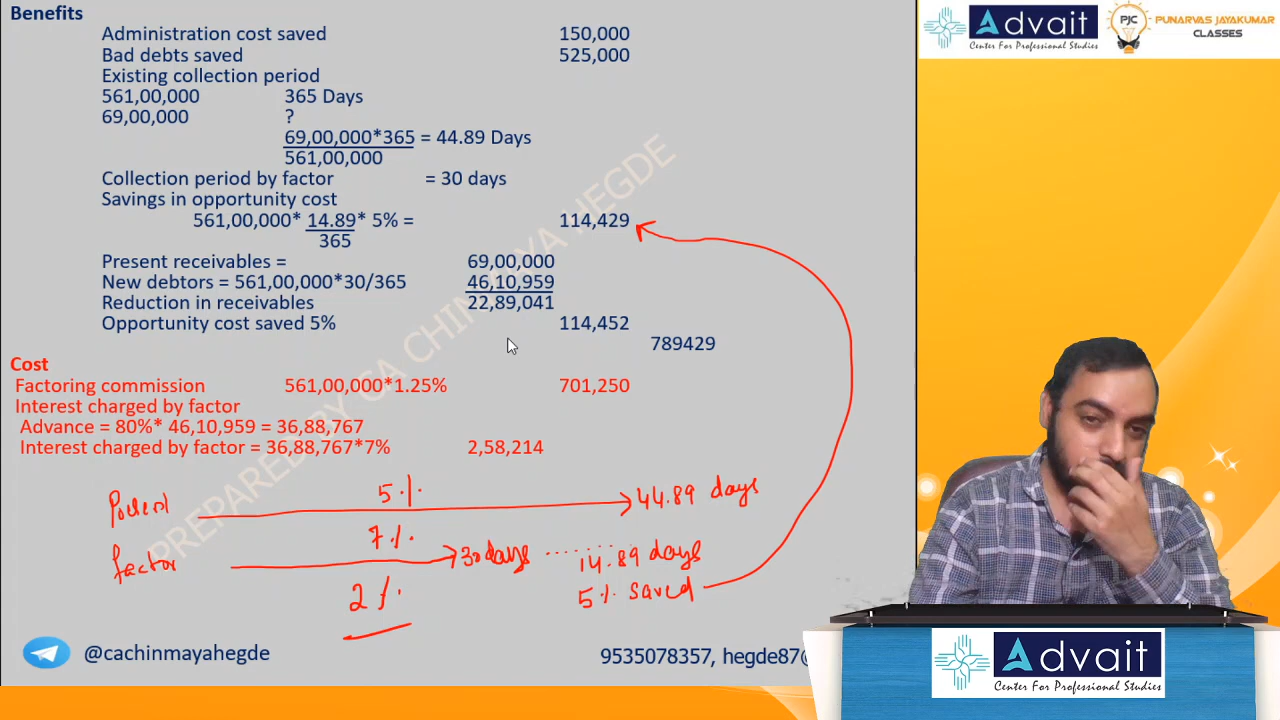 Benefits
Administration cost saved 150,000
Bad debts saved 525,000
Existing collection period
561,00,000 365 Days
69,00,000 ?
69,00,000*365 = 44.89 Days
561,00,000
Collection period by factor = 30 days
Savings in opportunity cost
561,00,000* 14.89* 5% = 114,429
365
Present receivables = 69,00,000
New debtors = 561,00,000*30/365 46,10,959
Reduction in receivables 22,89,041
Opportunity cost saved 5% 114,452
789429
Cost
Factoring commission 561,00,000*1.25% 701,250
Interest charged by factor
Advance = 80%* 46,10,959 = 36,88,767
Interest charged by factor = 36,88,767*7% 2,58,214
5%
44.89 days
7%
factor 30 days 14.89 days
2% 5% saved
PREPARED BY CA CHINMAYA HEGDE
@cachinmayahegde
9535078357, hegde87@
Advait
Center For Professional Studies
PJC
PUNARVAS JAYAKUMAR
CLASSES
Advait
Center For Professional Studies